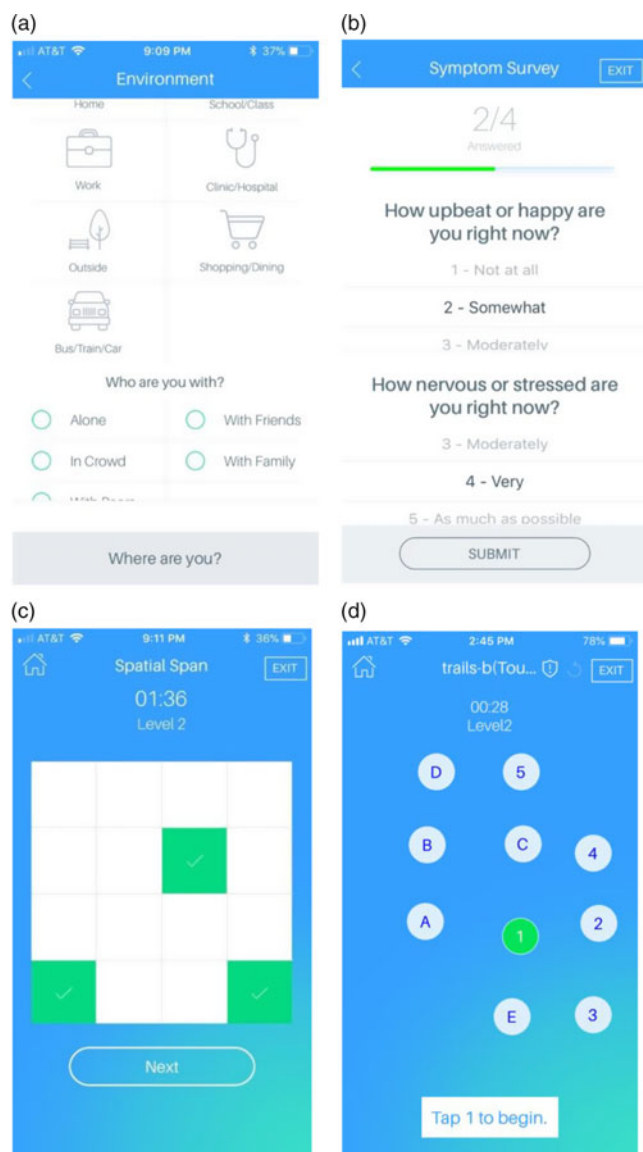 (a)
AT&T 9:09 PM 37%
Environment
Home School/Class
Work Clinic/Hospital
Outside Shopping/Dining
Bus/Train/Car
Who are you with?
Alone With Friends
In Crowd With Family
Where are you?
(b)
Symptom Survey EXIT
2/4
Answered
How upbeat or happy are
you right now?
1 - Not at all
2 - Somewhat
3 - Moderately
How nervous or stressed are
you right now?
3 - Moderately
4 - Very
5 - As much as possible
SUBMIT
(c)
AT&T 9:11 PM 36%
Spatial Span EXIT
01:36
Level 2
Next
(d)
AT&T 2:45 PM 78%
trails-b(Tou... EXIT
00:28
Level2
D 5
B C 4
A 1 2
E 3
Tap 1 to begin.